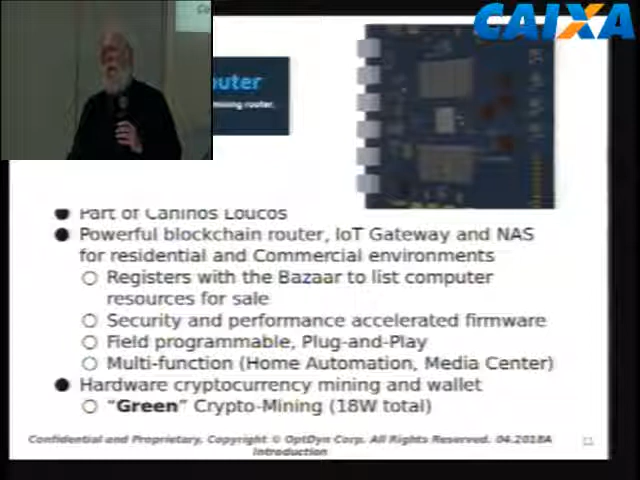 CAIXA
outer
mining router.
● Part of Caninos Loucos
● Powerful blockchain router, IoT Gateway and NAS
for residential and Commercial environments
○ Registers with the Bazaar to list computer
resources for sale
○ Security and performance accelerated firmware
○ Field programmable, Plug-and-Play
○ Multi-function (Home Automation, Media Center)
● Hardware cryptocurrency mining and wallet
○ “Green” Crypto-Mining (18W total)
Confidential and Proprietary. Copyright © OptDyn Corp. All Rights Reserved. 04.2018A
Introduction